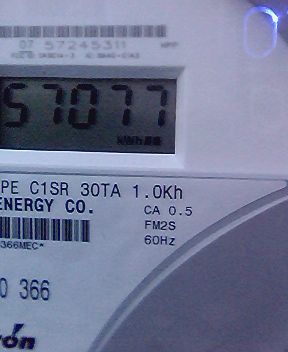 07 57245311
57077
kWh
PE C1SR 30TA 1.0Kh
ENERGY CO.
CA 0.5
FM2S
366MEC*
60Hz
0 366
ron